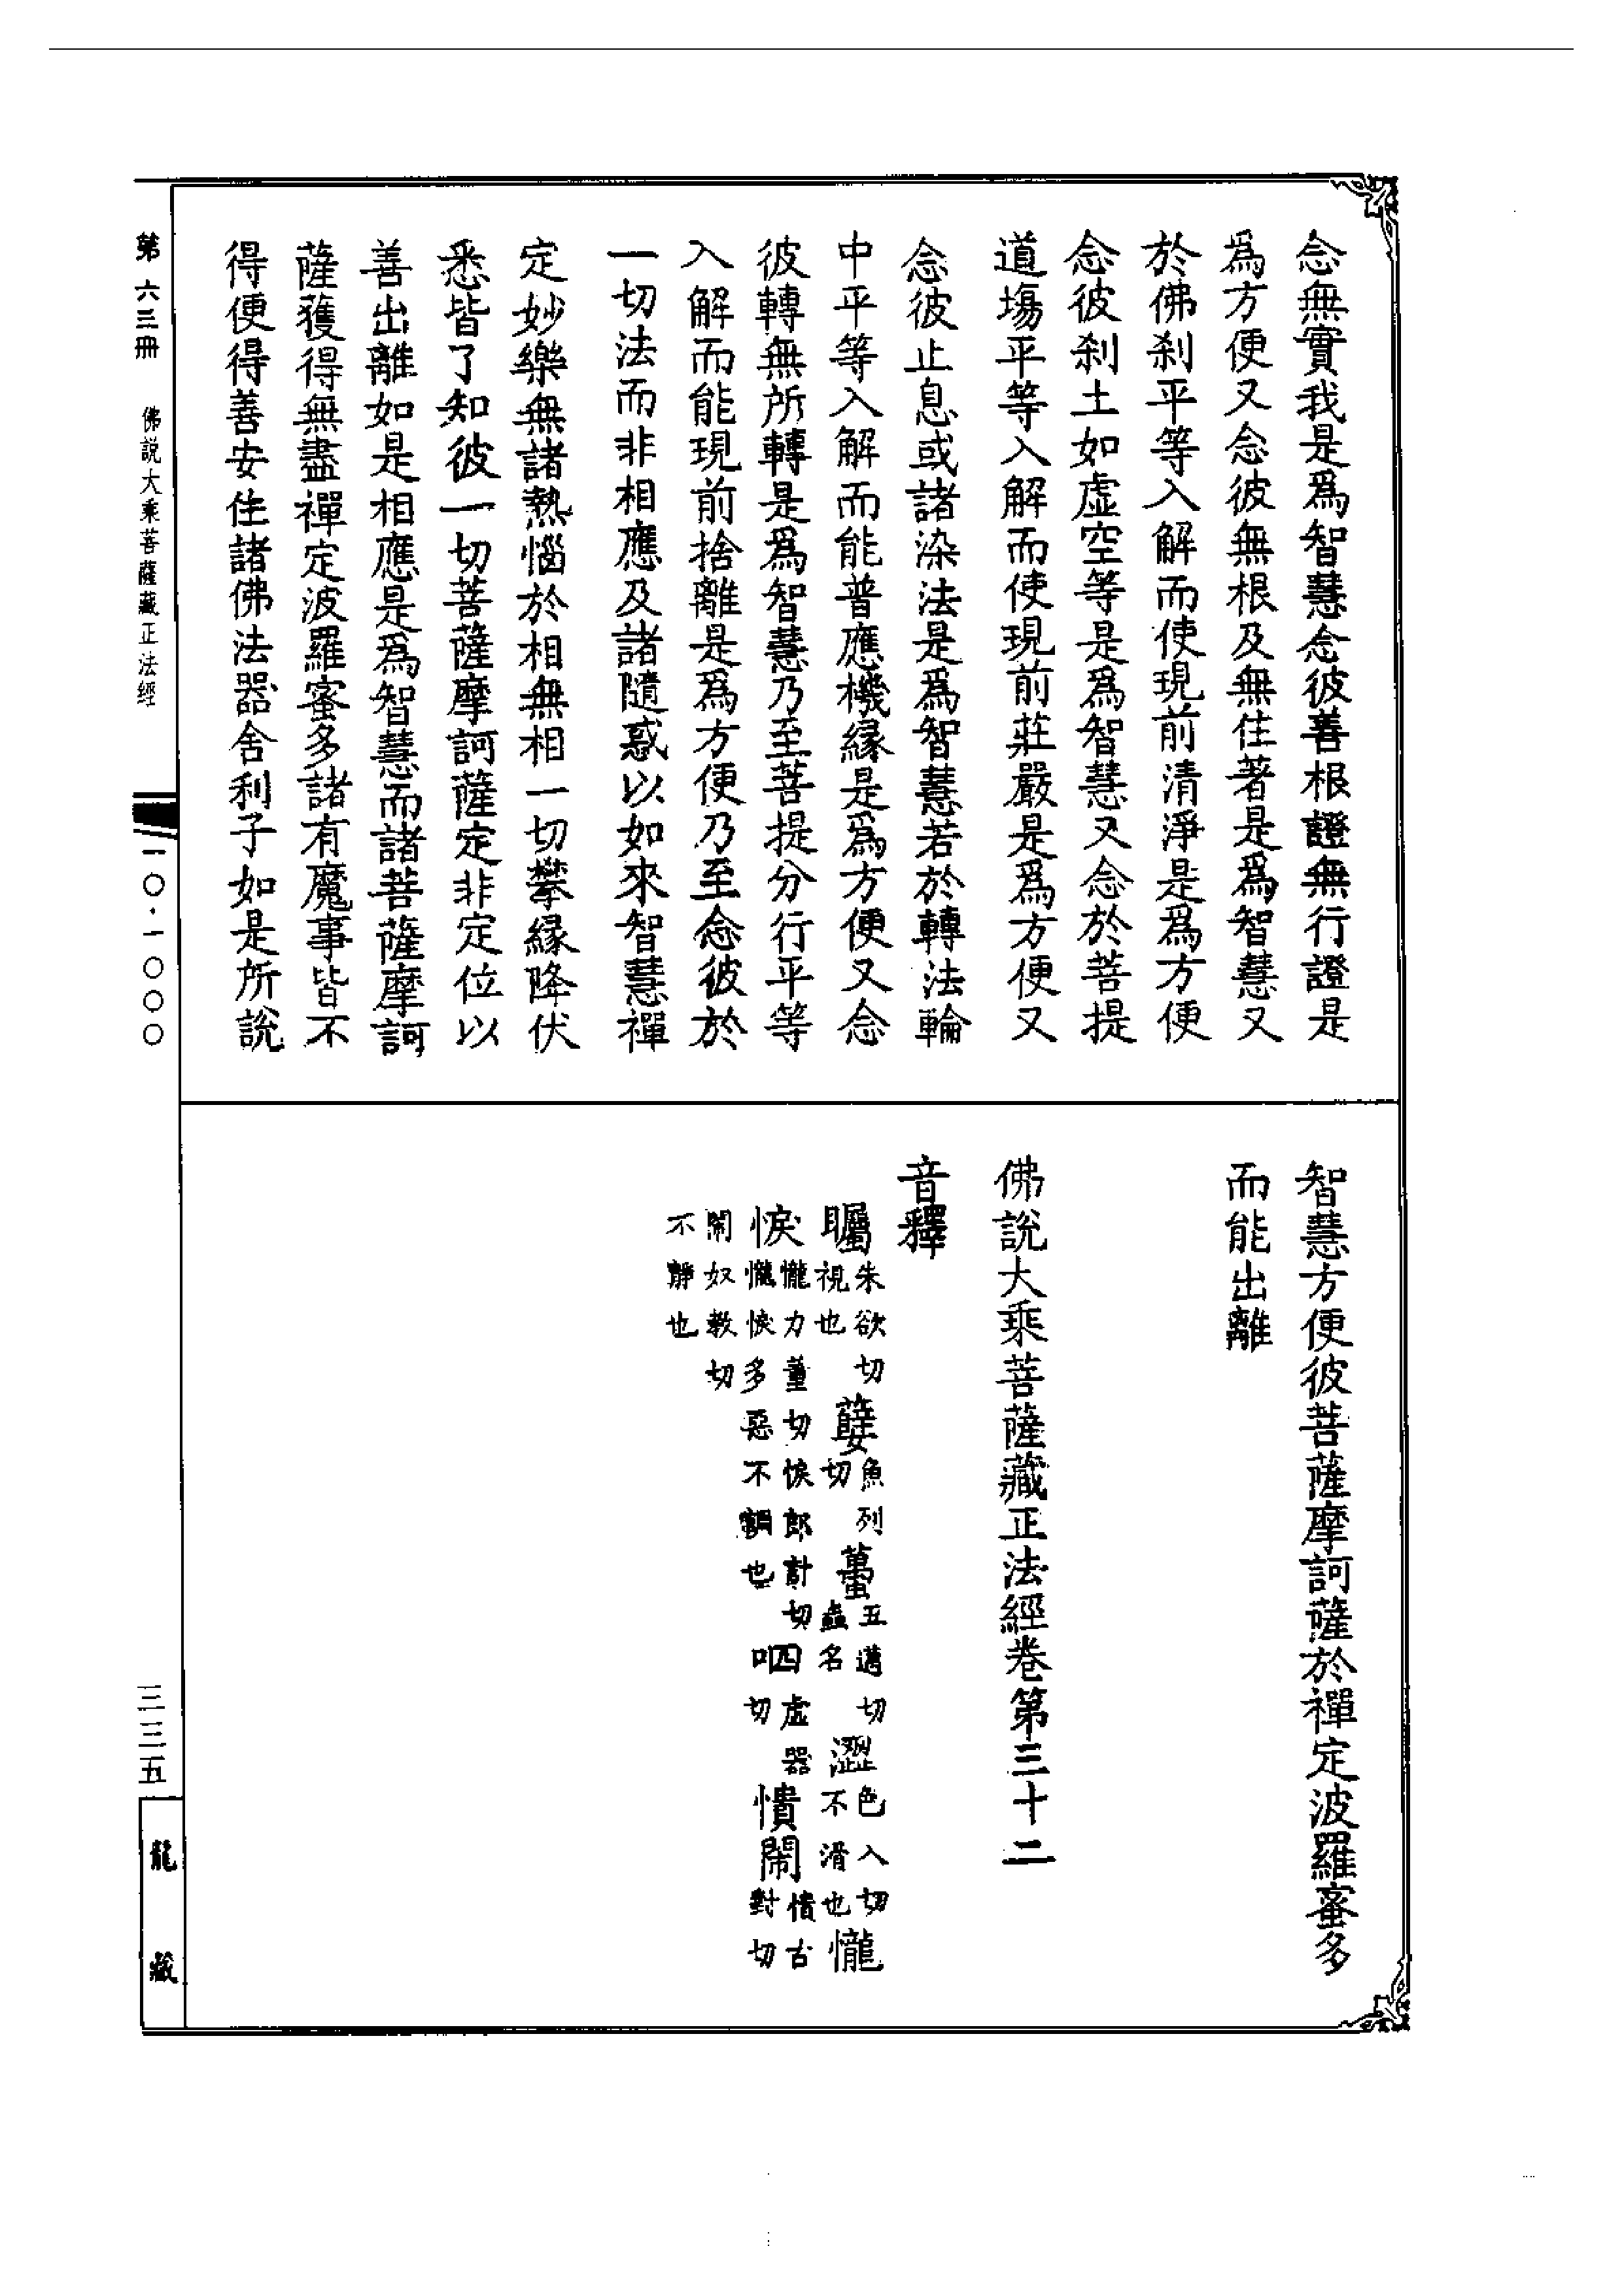 念無實我是爲智慧念彼善根證無行證是
爲方便又念彼無根及無住著是爲智慧又
於佛刹平等入解而使現前清淨是爲方便
念彼刹土如虚空等是爲智慧又念於菩提
道場平等入解而使現前莊嚴是爲方便又
念彼止息或諸染法是爲智慧若於轉法輪
中平等入解而能普應機緣是爲方便又念
彼轉無所轉是爲智慧乃至菩提分行平等
入解而能現前捨離是爲方便乃至念彼於
一切法而非相應及諸隨惑以如來智慧禪
定妙樂無諸熱惱於相無相一切攀緣降伏
悉皆了知彼一切菩薩摩訶薩定非定位以
善出離如是相應是爲智慧而諸菩薩摩訶
薩獲得無盡禪定波羅蜜多諸有魔事皆不
得便得善安住諸佛法器舍利子如是所說
智慧方便彼菩薩摩訶薩於禪定波羅蜜多
而能出離
佛說大乘菩薩藏正法經卷第三十二
音釋
矚朱欲切視也 㜸魚列切 蠆五邁切蟲名 澀色入切不滑也 㦕
悷㦕力董切悷郎計切㦕悷多惡不調也 呬四虛器切 憒鬧憒古對切
鬧奴教切不靜也
第六三冊 佛説大乘菩薩藏正法經
一〇·一〇〇〇
三三五
龍藏